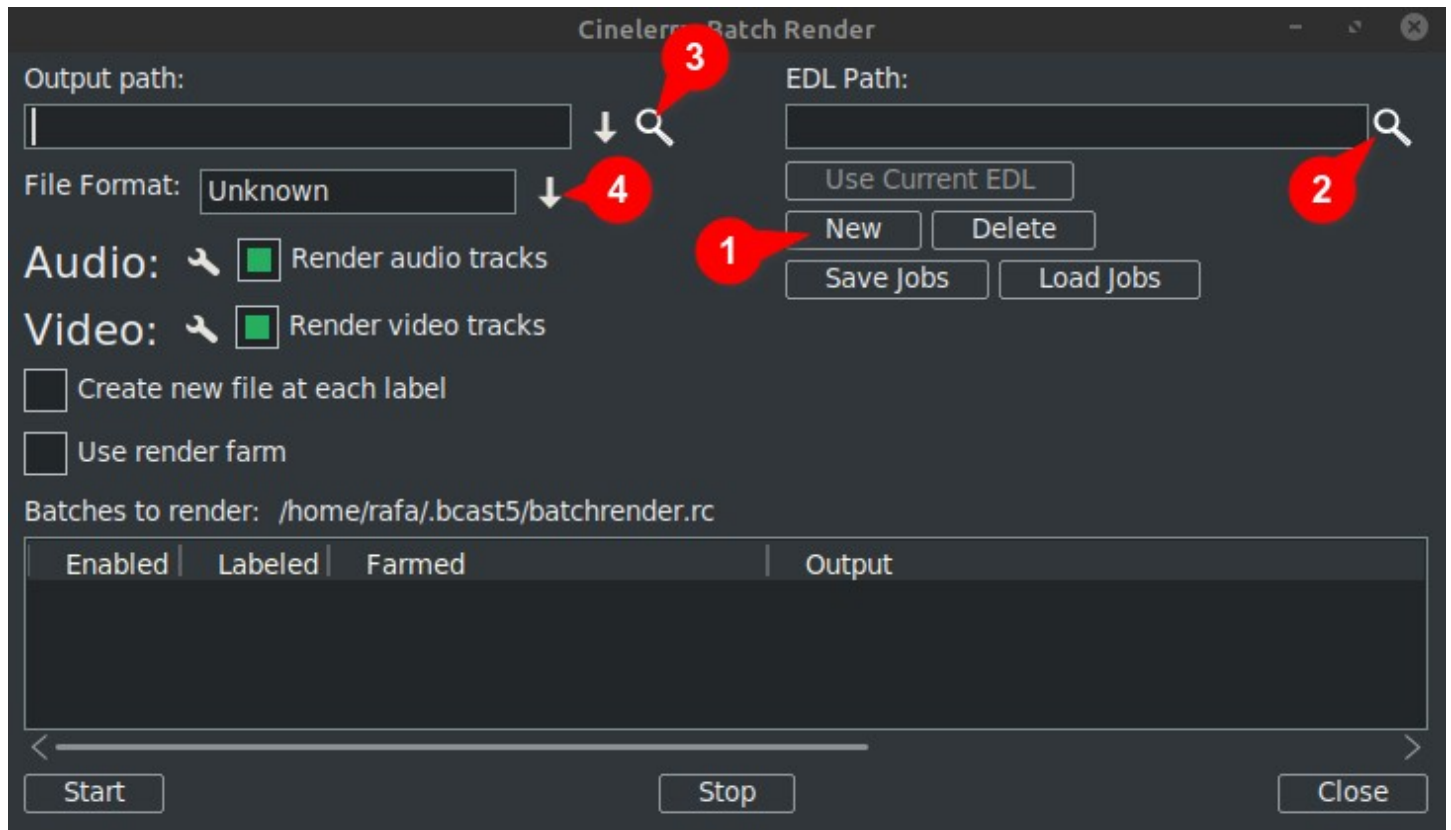 Cinelerra: Batch Render
3
Output path:
EDL Path:
File Format: Unknown
4
Use Current EDL
2
1
New
Delete
Audio:
Render audio tracks
Save Jobs
Load Jobs
Video:
Render video tracks
Create new file at each label
Use render farm
Batches to render: /home/rafa/.bcast5/batchrender.rc
Enabled Labeled Farmed Output
Start
Stop
Close